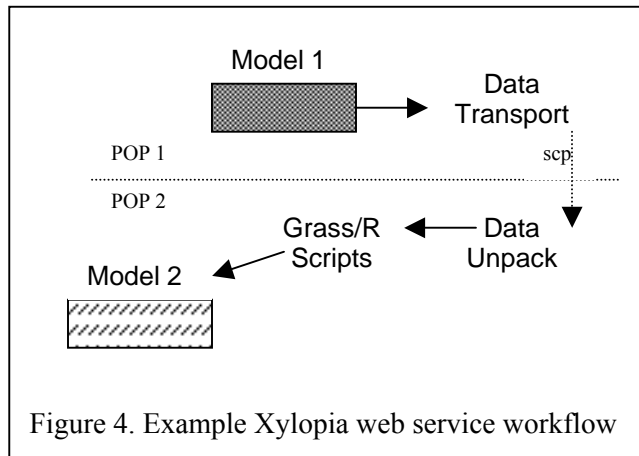 Model 1
Data
Transport
POP 1
scp
POP 2
Grass/R
Scripts
Data
Unpack
Model 2
Figure 4. Example Xylopia web service workflow